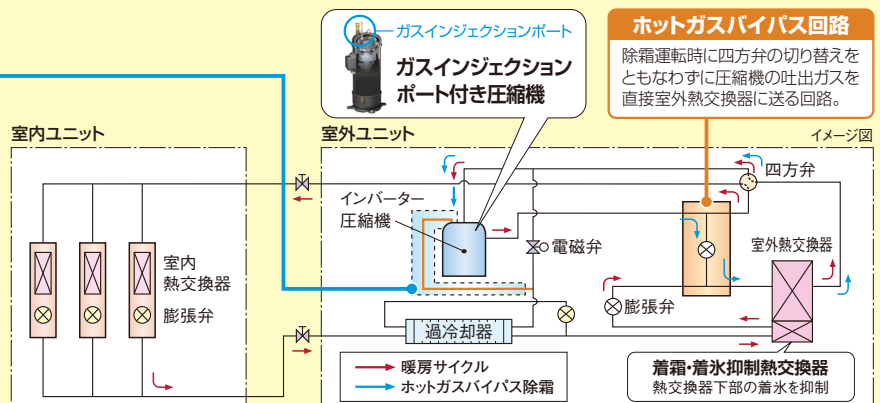 ガスインジェクションポート
ガスインジェクション
ポート付き圧縮機
ホットガスバイパス回路
除霜運転時に四方弁の切り替えを
ともなわずに圧縮機の吐出ガスを
直接室外熱交換器に送る回路。
室内ユニット
室外ユニット
イメージ図
四方弁
インバーター
圧縮機
電磁弁
室外熱交換器
室内
熱交換器
膨張弁
膨張弁
過冷却器
暖房サイクル
ホットガスバイパス除霜
着霜・着氷抑制熱交換器
熱交換器下部の着氷を抑制